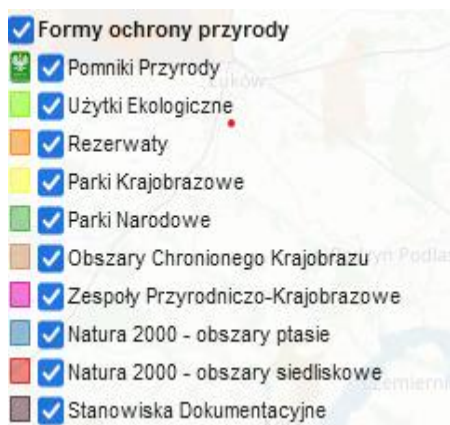 Formy ochrony przyrody
Pomniki Przyrody
Łuków
Użytki Ekologiczne
Rezerwaty
Parki Krajobrazowe
Parki Narodowe
Obszary Chronionego Krajobrazu
Zespoły Przyrodniczo-Krajobrazowe
Natura 2000 - obszary ptasie
Natura 2000 - obszary siedliskowe
Stanowiska Dokumentacyjne